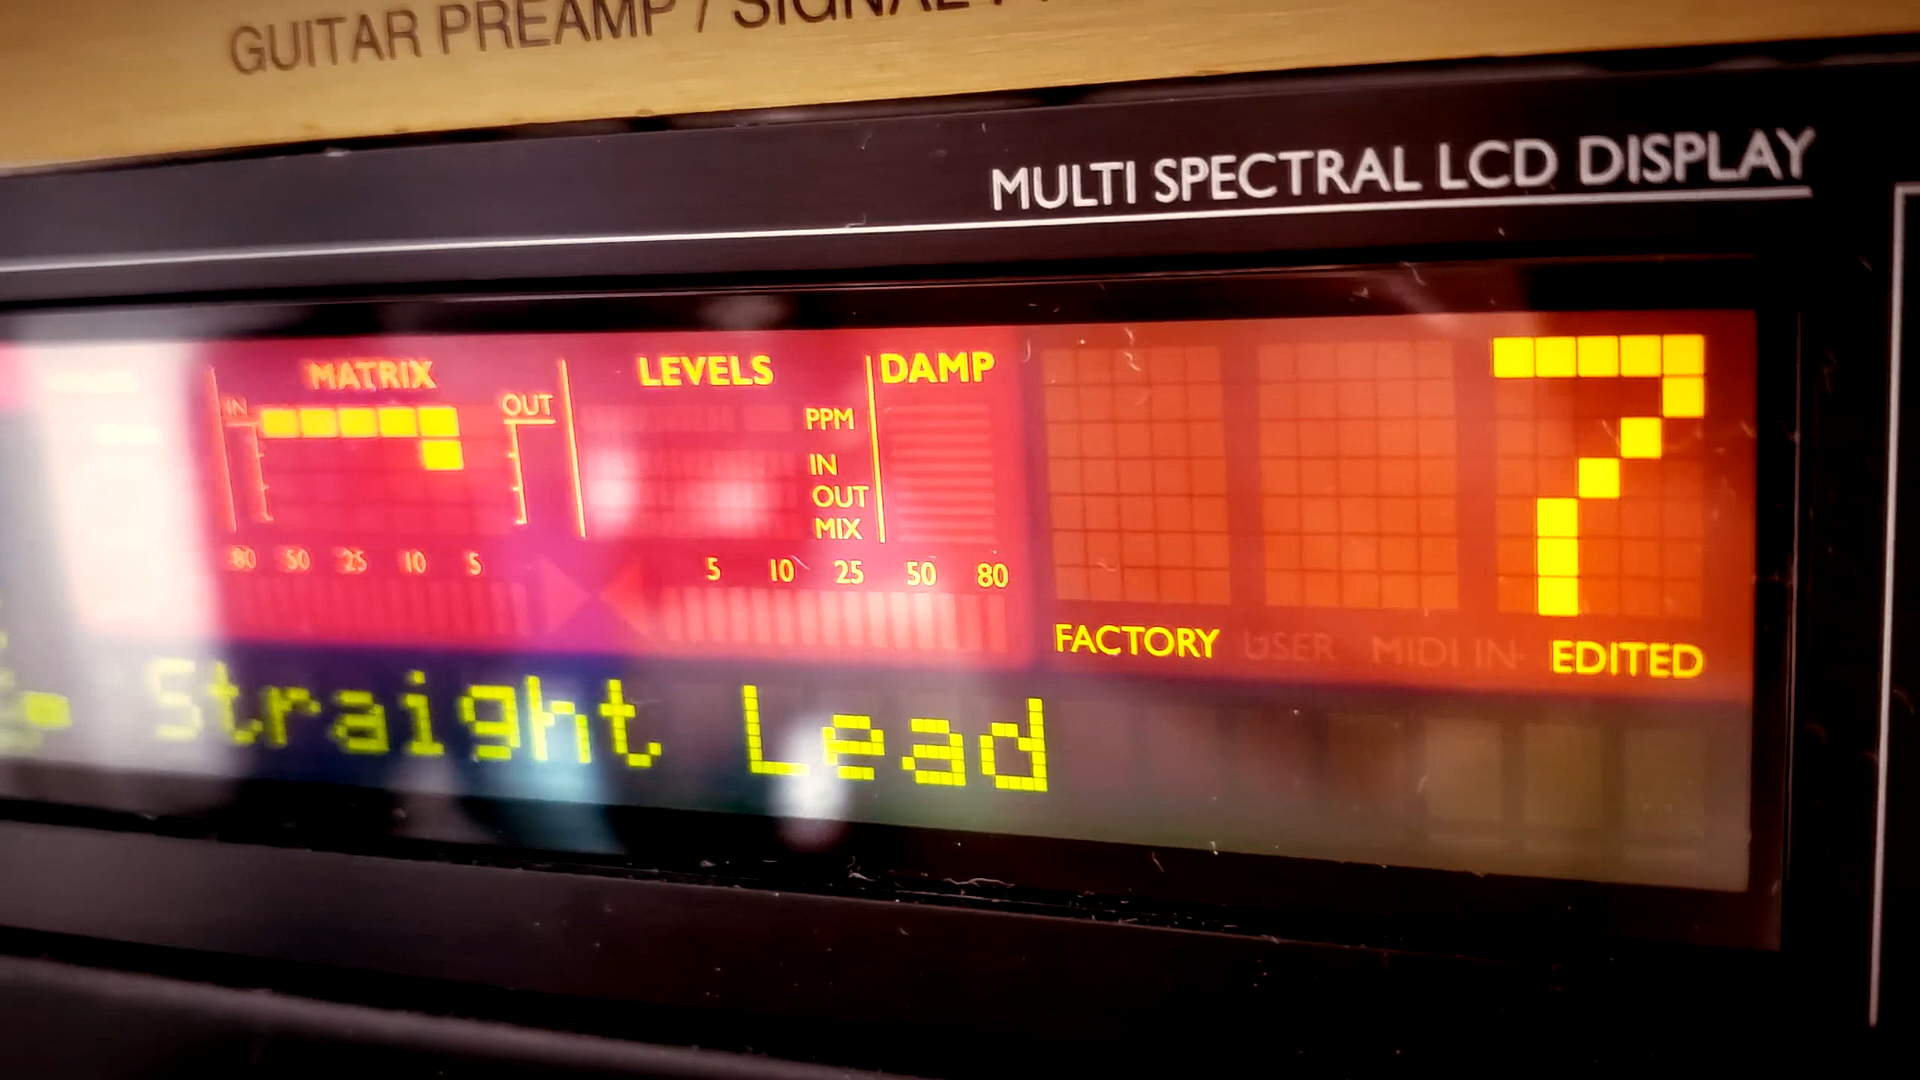 GUITAR PREAMP / SIGNAL
MULTI SPECTRAL LCD DISPLAY
MATRIX LEVELS DAMP
IN OUT PPM
IN
OUT
MIX
80 50 25 10 5 5 10 25 50 80
FACTORY USER MIDI IN EDITED
7
Straight Lead